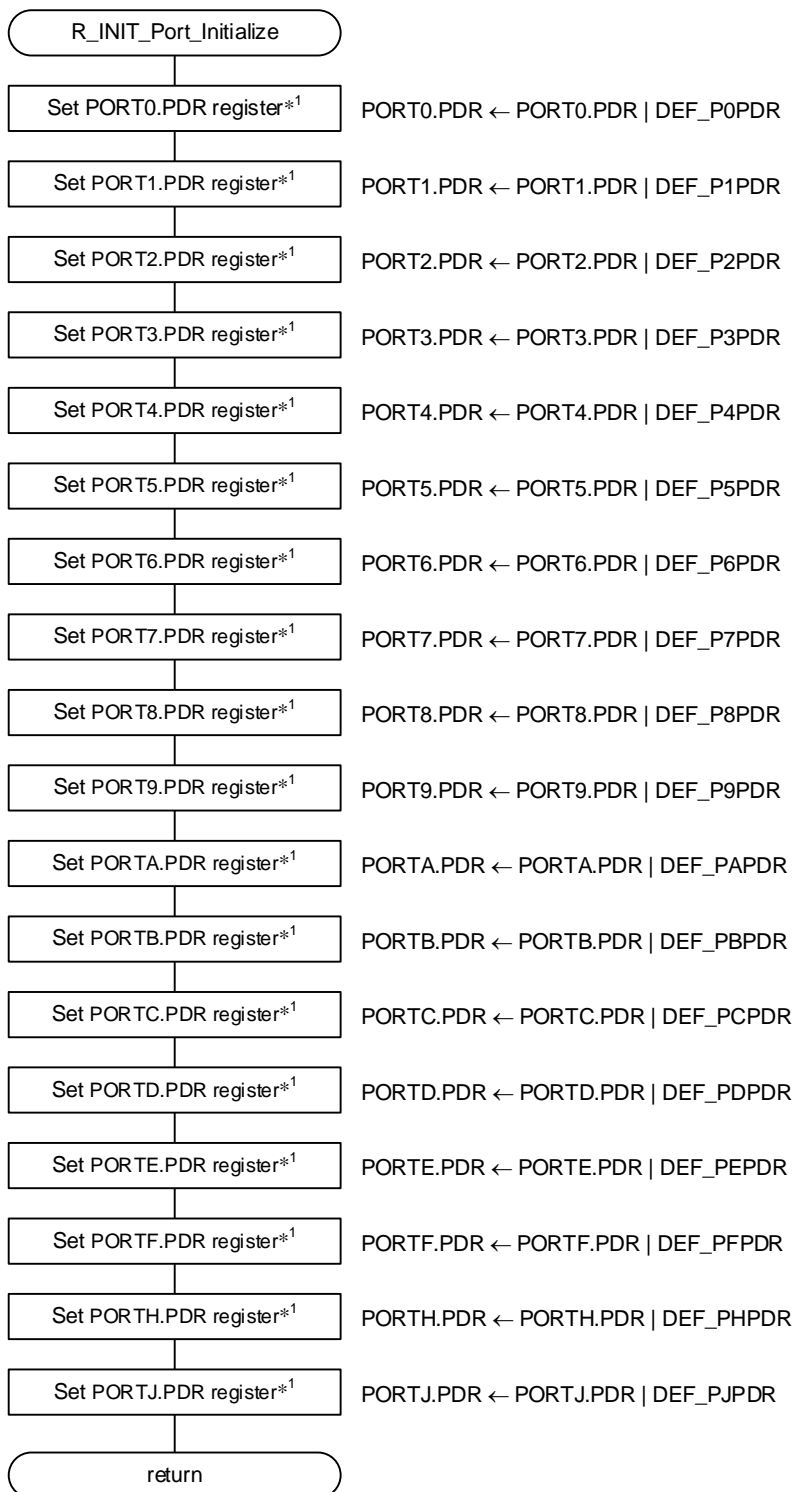 R_INIT_Port_Initialize
Set PORT0.PDR register*1 PORT0.PDR ← PORT0.PDR | DEF_P0PDR
Set PORT1.PDR register*1 PORT1.PDR ← PORT1.PDR | DEF_P1PDR
Set PORT2.PDR register*1 PORT2.PDR ← PORT2.PDR | DEF_P2PDR
Set PORT3.PDR register*1 PORT3.PDR ← PORT3.PDR | DEF_P3PDR
Set PORT4.PDR register*1 PORT4.PDR ← PORT4.PDR | DEF_P4PDR
Set PORT5.PDR register*1 PORT5.PDR ← PORT5.PDR | DEF_P5PDR
Set PORT6.PDR register*1 PORT6.PDR ← PORT6.PDR | DEF_P6PDR
Set PORT7.PDR register*1 PORT7.PDR ← PORT7.PDR | DEF_P7PDR
Set PORT8.PDR register*1 PORT8.PDR ← PORT8.PDR | DEF_P8PDR
Set PORT9.PDR register*1 PORT9.PDR ← PORT9.PDR | DEF_P9PDR
Set PORTA.PDR register*1 PORTA.PDR ← PORTA.PDR | DEF_PAPDR
Set PORTB.PDR register*1 PORTB.PDR ← PORTB.PDR | DEF_PBPDR
Set PORTC.PDR register*1 PORTC.PDR ← PORTC.PDR | DEF_PCPDR
Set PORTD.PDR register*1 PORTD.PDR ← PORTD.PDR | DEF_PDPDR
Set PORTE.PDR register*1 PORTE.PDR ← PORTE.PDR | DEF_PEPDR
Set PORTF.PDR register*1 PORTF.PDR ← PORTF.PDR | DEF_PFPDR
Set PORTH.PDR register*1 PORTH.PDR ← PORTH.PDR | DEF_PHPDR
Set PORTJ.PDR register*1 PORTJ.PDR ← PORTJ.PDR | DEF_PJPDR
return